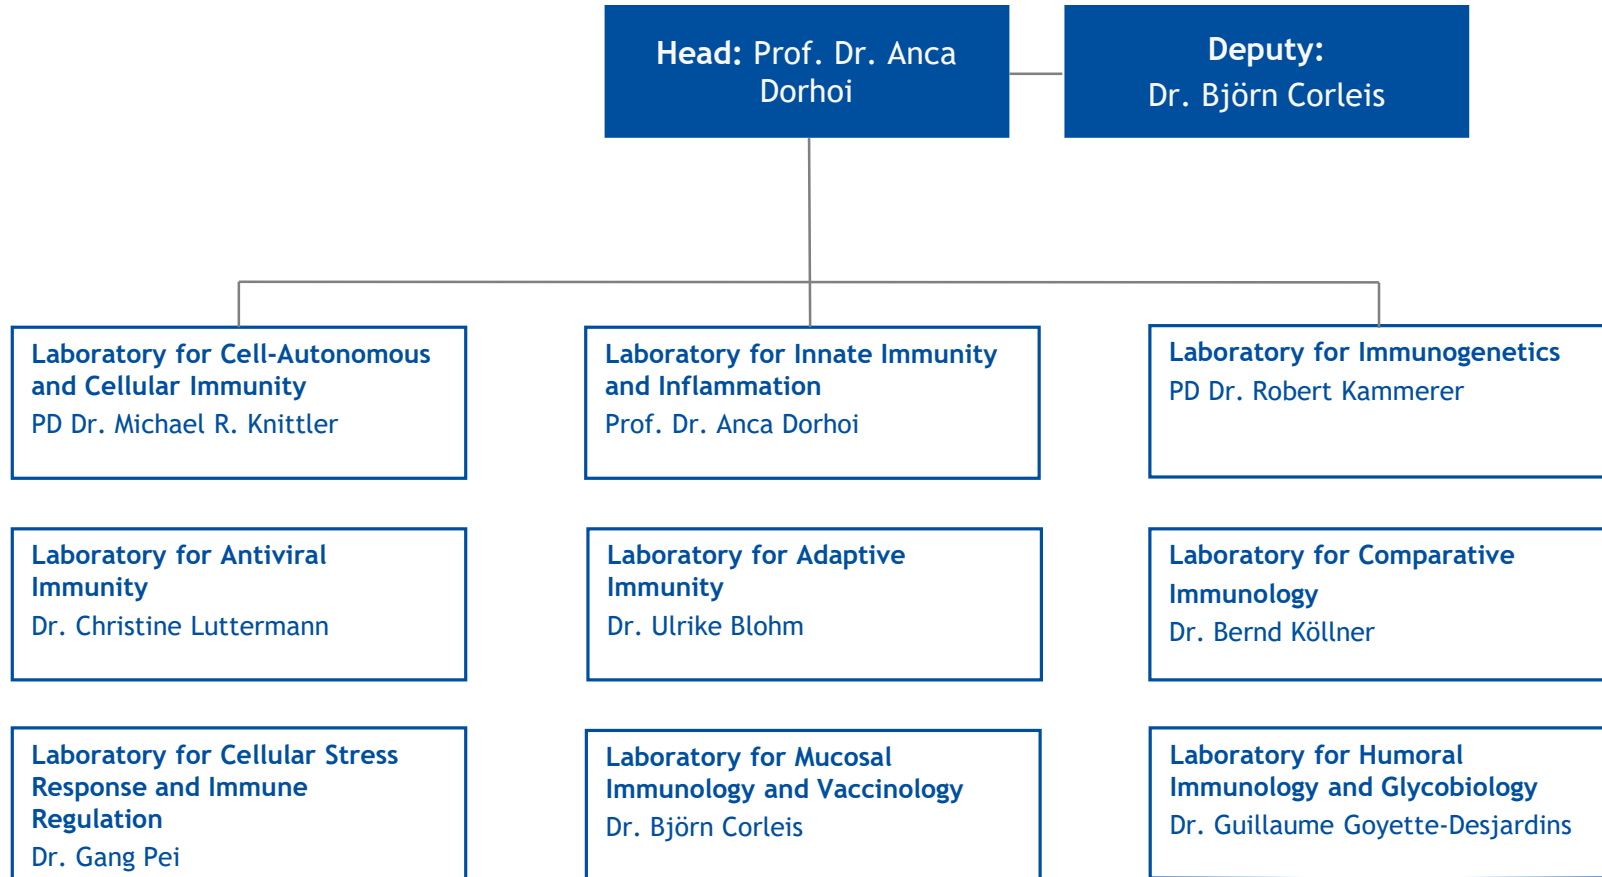 Head: Prof. Dr. Anca
Dorhoi
Deputy:
Dr. Björn Corleis
Laboratory for Cell-Autonomous
and Cellular Immunity
PD Dr. Michael R. Knittler
Laboratory for Innate Immunity
and Inflammation
Prof. Dr. Anca Dorhoi
Laboratory for Immunogenetics
PD Dr. Robert Kammerer
Laboratory for Antiviral
Immunity
Dr. Christine Luttermann
Laboratory for Adaptive
Immunity
Dr. Ulrike Blohm
Laboratory for Comparative
Immunology
Dr. Bernd Köllner
Laboratory for Cellular Stress
Response and Immune
Regulation
Dr. Gang Pei
Laboratory for Mucosal
Immunology and Vaccinology
Dr. Björn Corleis
Laboratory for Humoral
Immunology and Glycobiology
Dr. Guillaume Goyette-Desjardins